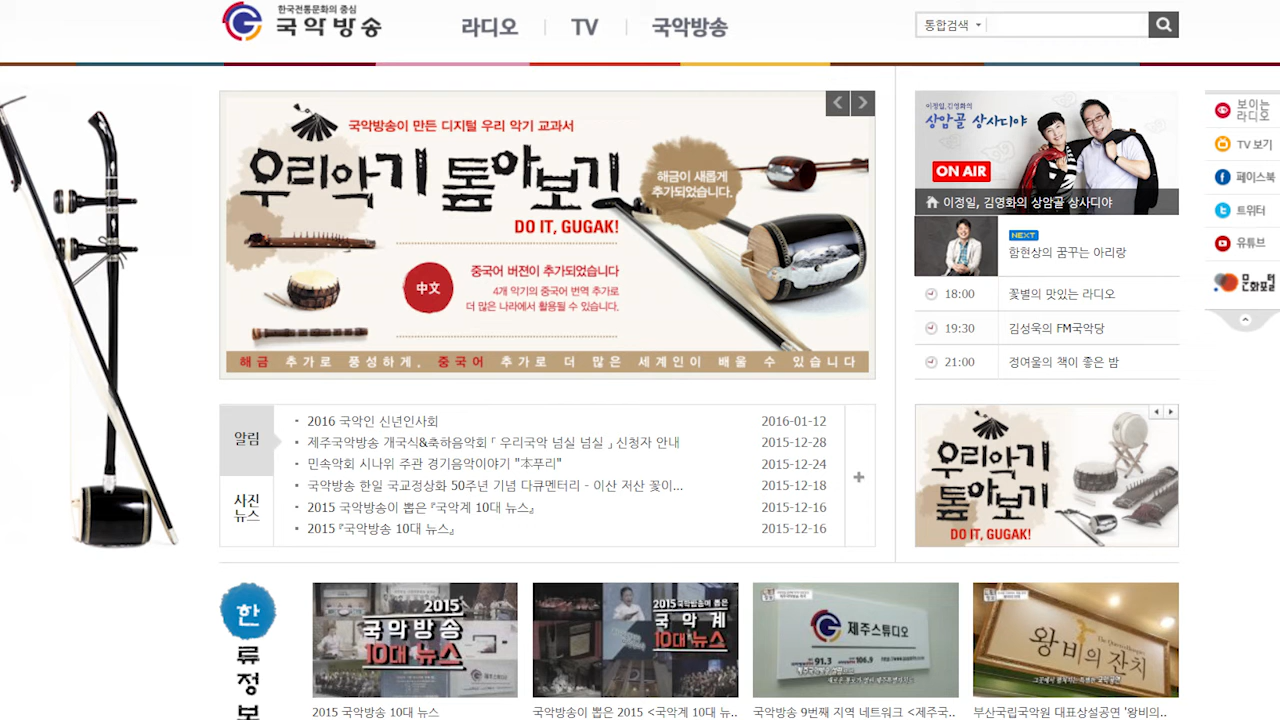 한국전통문화의 중심
국악방송
라디오
TV
국악방송
통합검색
국악방송이 만든 디지털 우리 악기 교과서
우리악기 톺아보기
해금이 새롭게
추가되었습니다.
DO IT, GUGAK!
中文
중국어 버젼이 추가되었습니다
4개 악기의 중국어 번역 추가로
더 많은 나라에서 활용될 수 있습니다.
해금 추가로 풍성하게, 중국어 추가로 더 많은 세계인이 배울 수 있습니다
이정일, 김영화의
상암골 상사디야
ON AIR
이정일, 김영화의 상암골 상사디야
NEXT
함현상의 꿈꾸는 아리랑
18:00 꽃별의 맛있는 라디오
19:30 김성욱의 FM국악당
21:00 정여울의 책이 좋은 밤
보이는
라디오
TV 보기
페이스북
트위터
유튜브
문화포털
알림
사진
뉴스
2016 국악인 신년인사회 2016-01-12
제주국악방송 개국식&축하음악회 「 우리국악 넘실 넘실 」 신청자 안내 2015-12-28
민속악회 시나위 주관 경기음악이야기 "本푸리" 2015-12-24
국악방송 한일 국교정상화 50주년 기념 다큐멘터리 - 이산 저산 꽃이... 2015-12-18
2015 국악방송이 뽑은 『국악계 10대 뉴스』 2015-12-16
2015 『국악방송 10대 뉴스』 2015-12-16
우리악기
톺아보기
DO IT, GUGAK!
한
류
정
보
2015
국악방송
10대 뉴스
2015 국악방송이 뽑은
국악계
10대 뉴스
제주스튜디오
91.3
106.9
왕비의 잔치
2015 국악방송 10대 뉴스
국악방송이 뽑은 2015 <국악계 10대 뉴..
국악방송 9번째 지역 네트워크 <제주국..
부산국립국악원 대표상설공연 '왕비의..